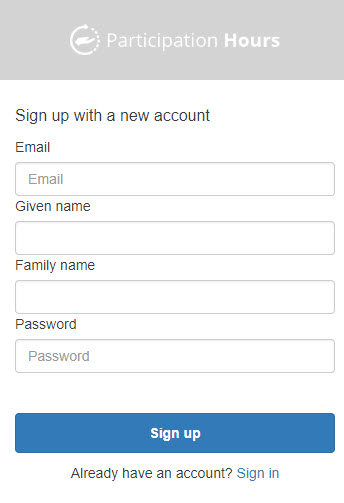 Participation Hours
Sign up with a new account
Email
Email
Given name
Family name
Password
Password
Sign up
Already have an account? Sign in